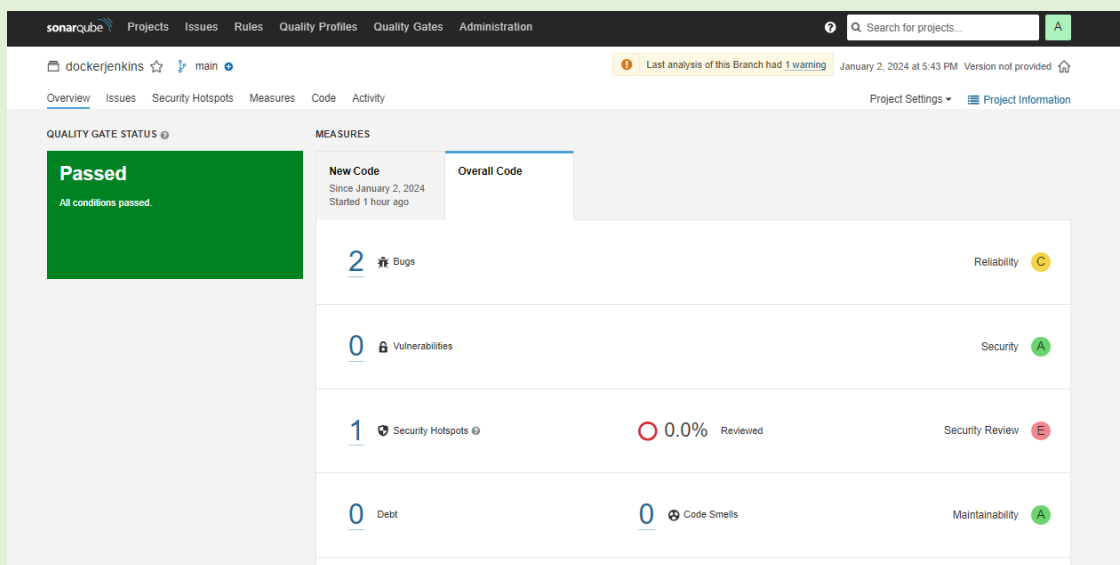 sonarqube Projects Issues Rules Quality Profiles Quality Gates Administration Search for projects... A
dockerjenkins main Last analysis of this Branch had 1 warning January 2, 2024 at 5:43 PM Version not provided
Overview Issues Security Hotspots Measures Code Activity Project Settings Project Information
QUALITY GATE STATUS MEASURES
Passed
All conditions passed.
New Code Overall Code
Since January 2, 2024
Started 1 hour ago
2 Bugs Reliability C
0 Vulnerabilities Security A
1 Security Hotspots 0.0% Reviewed Security Review E
0 Debt 0 Code Smells Maintainability A